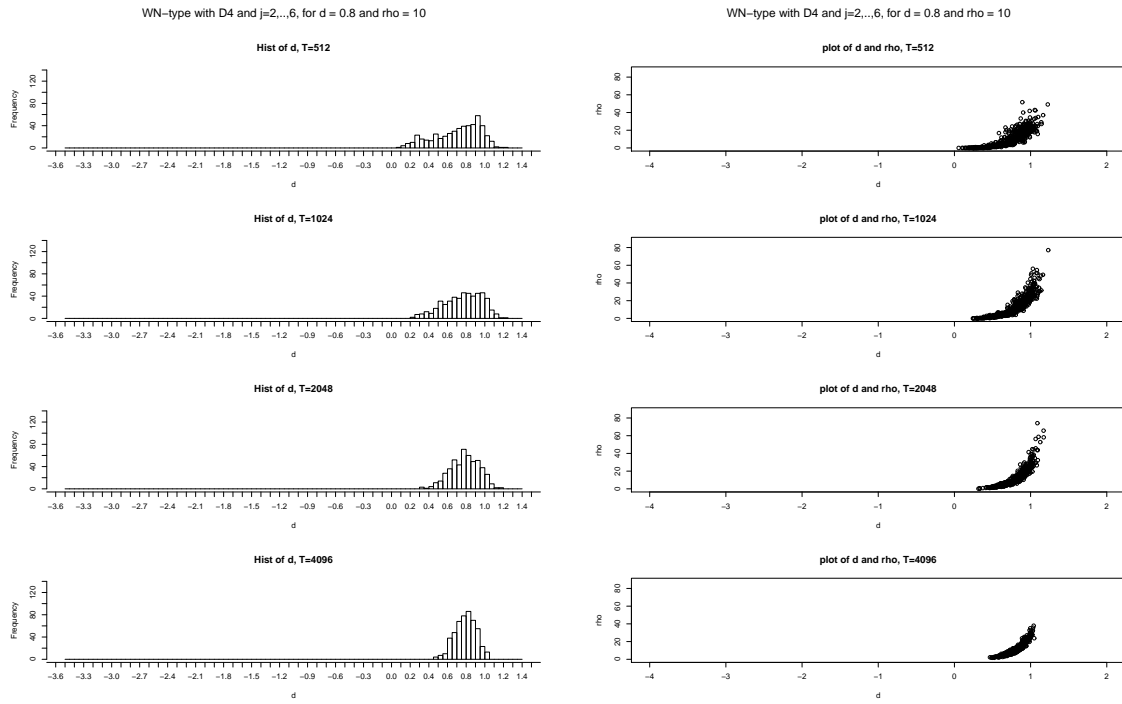 WN−type with D4 and j=2,..,6, for d = 0.8 and rho = 10
Hist of d, T=512
Frequency
0 40 80 120
−3.6 −3.3 −3.0 −2.7 −2.4 −2.1 −1.8 −1.5 −1.2 −0.9 −0.6 −0.3 0.0 0.2 0.4 0.6 0.8 1.0 1.2 1.4
d
Hist of d, T=1024
Frequency
0 40 80 120
−3.6 −3.3 −3.0 −2.7 −2.4 −2.1 −1.8 −1.5 −1.2 −0.9 −0.6 −0.3 0.0 0.2 0.4 0.6 0.8 1.0 1.2 1.4
d
Hist of d, T=2048
Frequency
0 40 80 120
−3.6 −3.3 −3.0 −2.7 −2.4 −2.1 −1.8 −1.5 −1.2 −0.9 −0.6 −0.3 0.0 0.2 0.4 0.6 0.8 1.0 1.2 1.4
d
Hist of d, T=4096
Frequency
0 40 80 120
−3.6 −3.3 −3.0 −2.7 −2.4 −2.1 −1.8 −1.5 −1.2 −0.9 −0.6 −0.3 0.0 0.2 0.4 0.6 0.8 1.0 1.2 1.4
d
WN−type with D4 and j=2,..,6, for d = 0.8 and rho = 10
plot of d and rho, T=512
rho
0 20 40 60 80
−4 −3 −2 −1 0 1 2
d
plot of d and rho, T=1024
rho
0 20 40 60 80
−4 −3 −2 −1 0 1 2
d
plot of d and rho, T=2048
rho
0 20 40 60 80
−4 −3 −2 −1 0 1 2
d
plot of d and rho, T=4096
rho
0 20 40 60 80
−4 −3 −2 −1 0 1 2
d